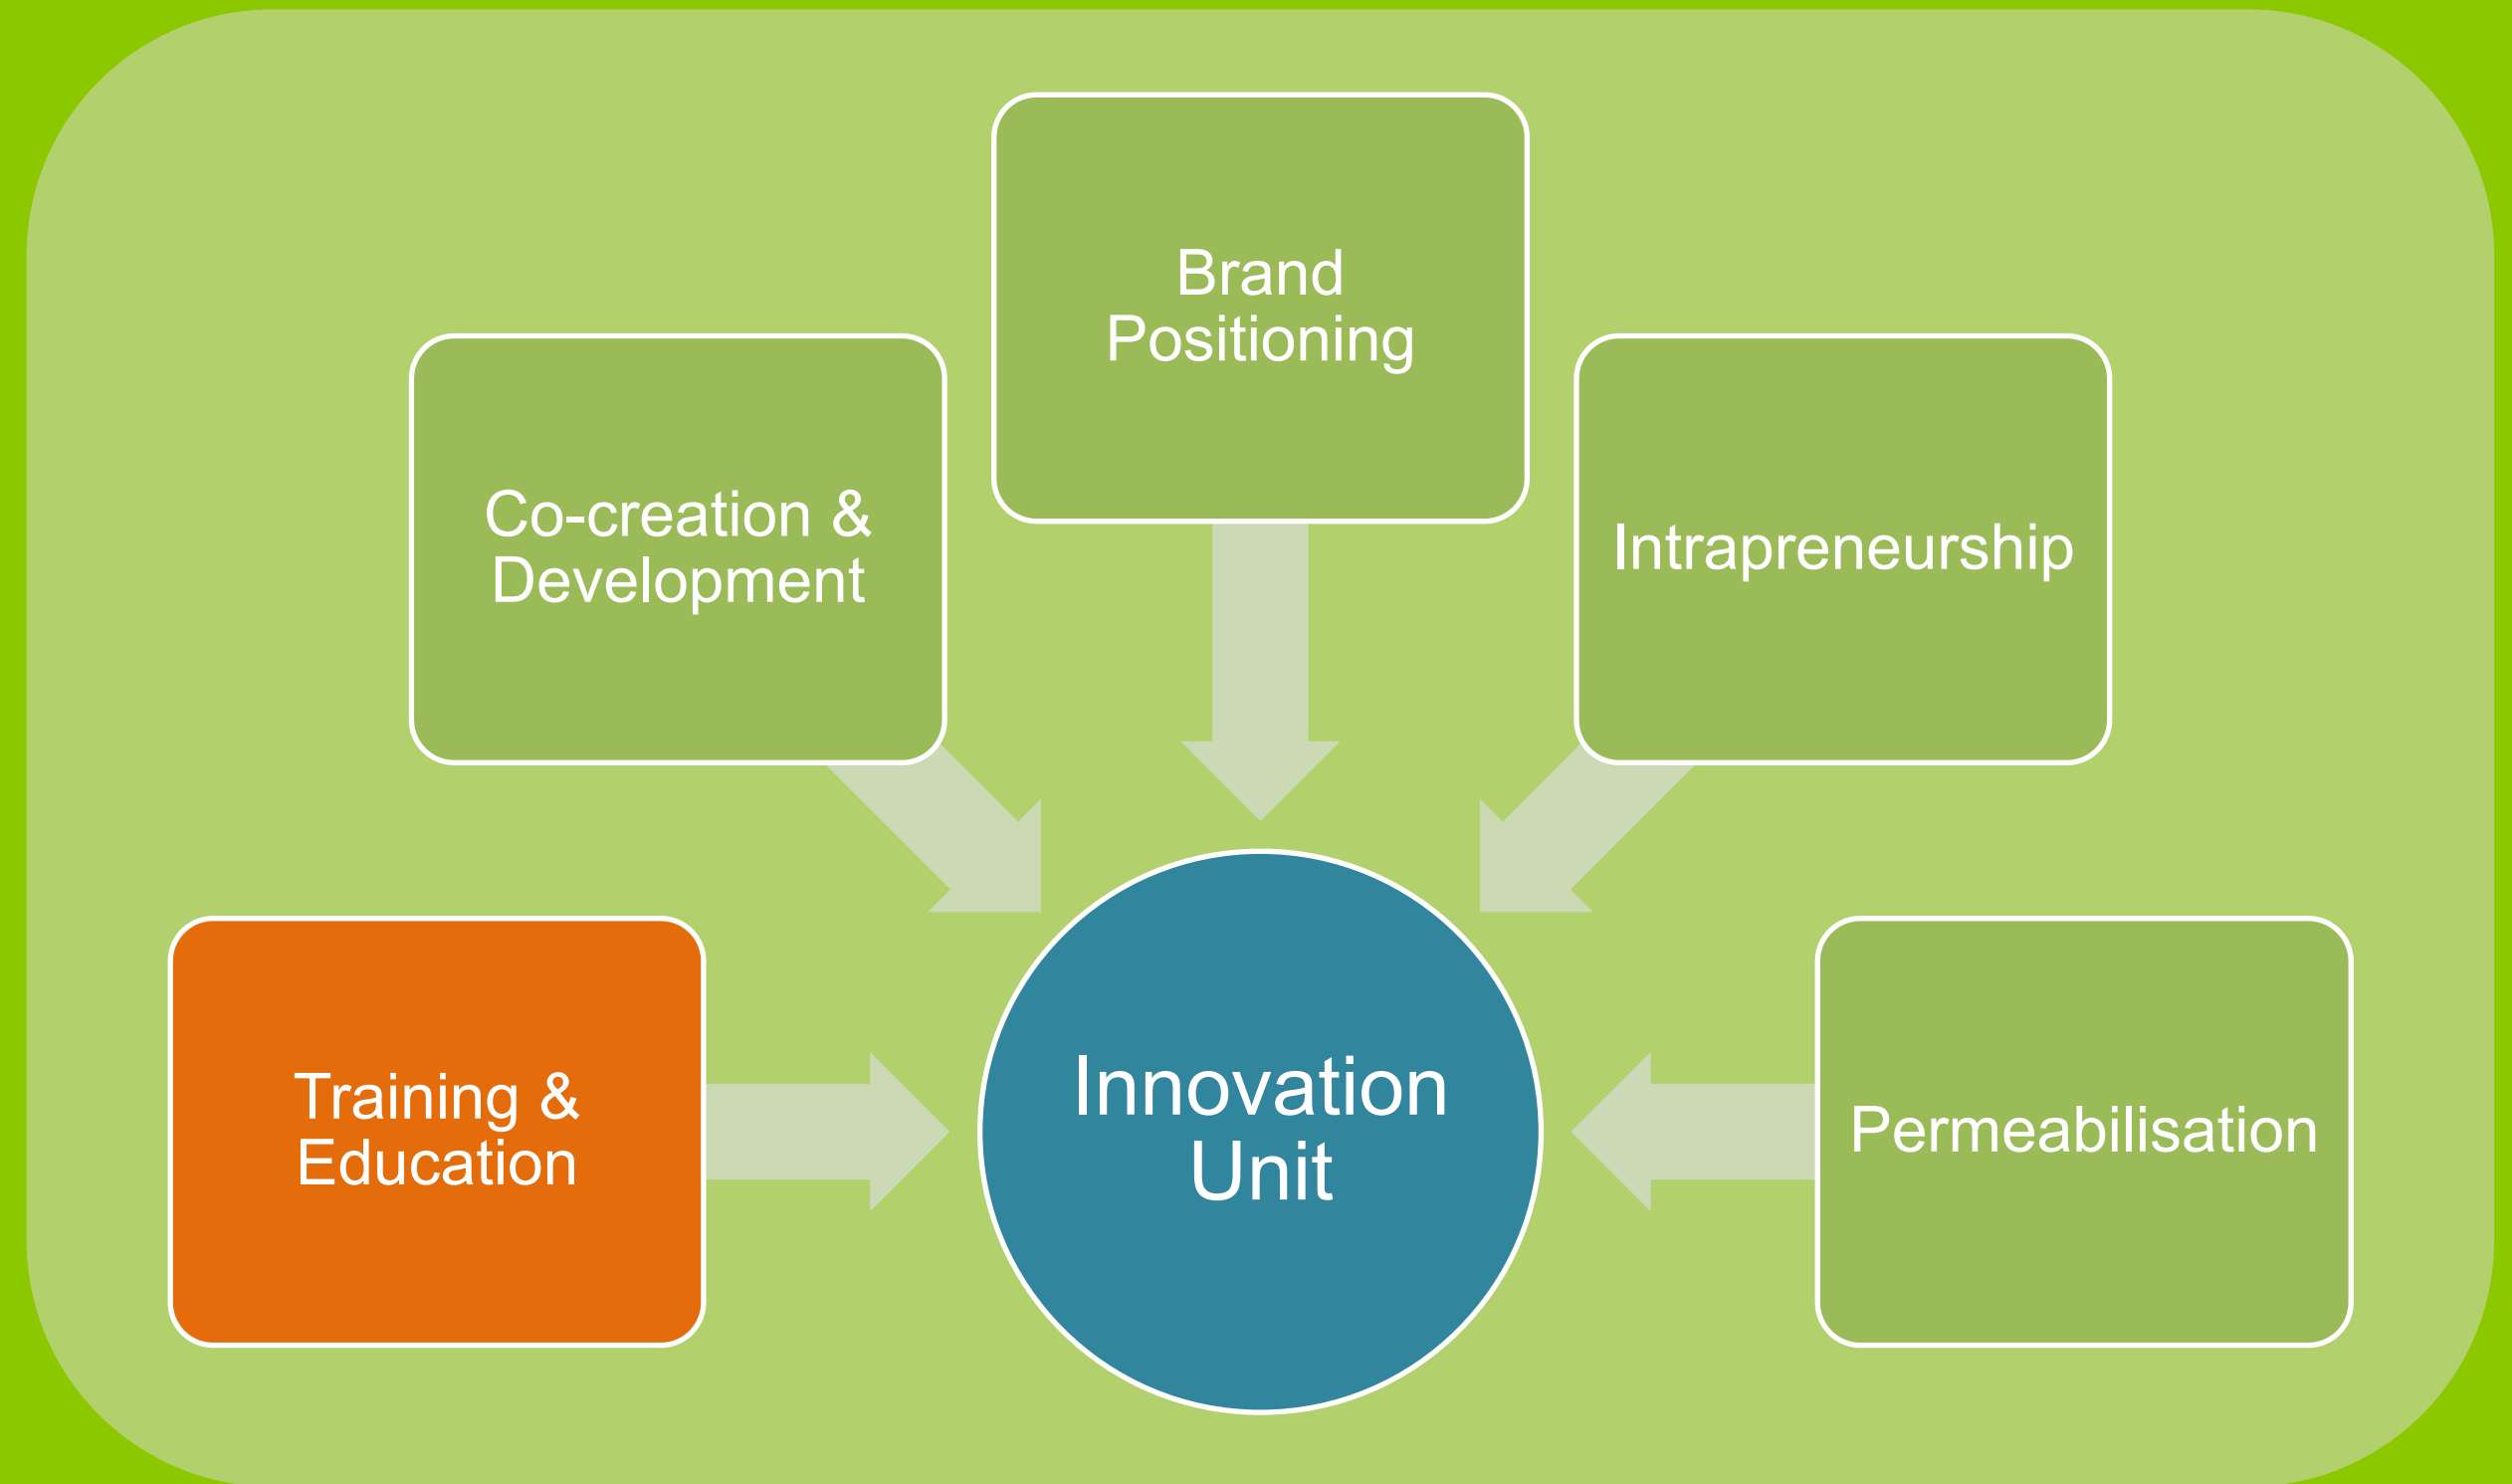 Brand
Positioning
Co-creation &
Development
Intrapreneurship
Training &
Education
Innovation
Unit
Permeabilisation